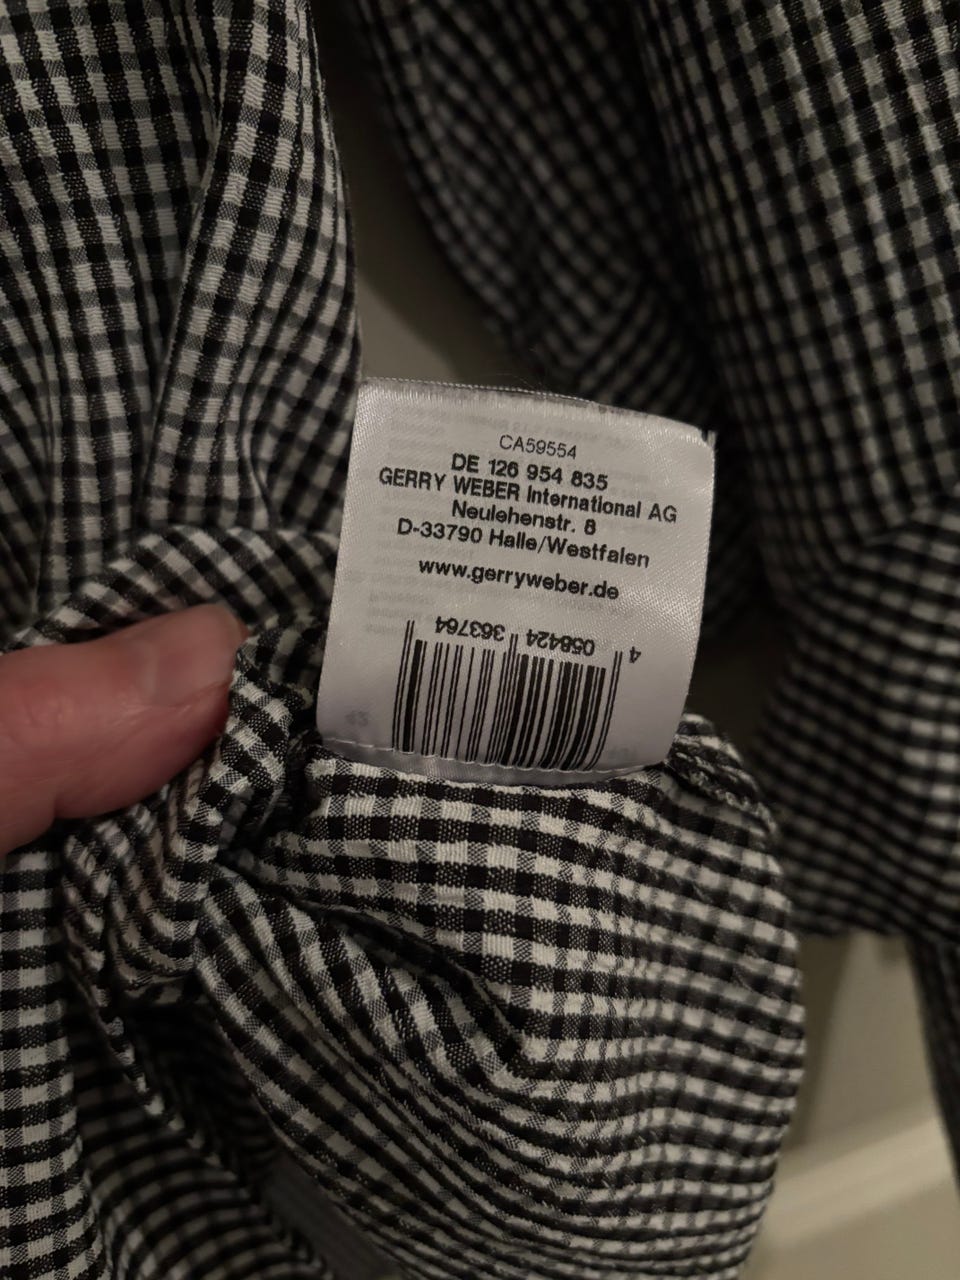 CA59554
DE 126 954 835
GERRY WEBER International AG
Neulehenstr. 8
D-33790 Halle/Westfalen
www.gerryweber.de
4 058424 363764
42